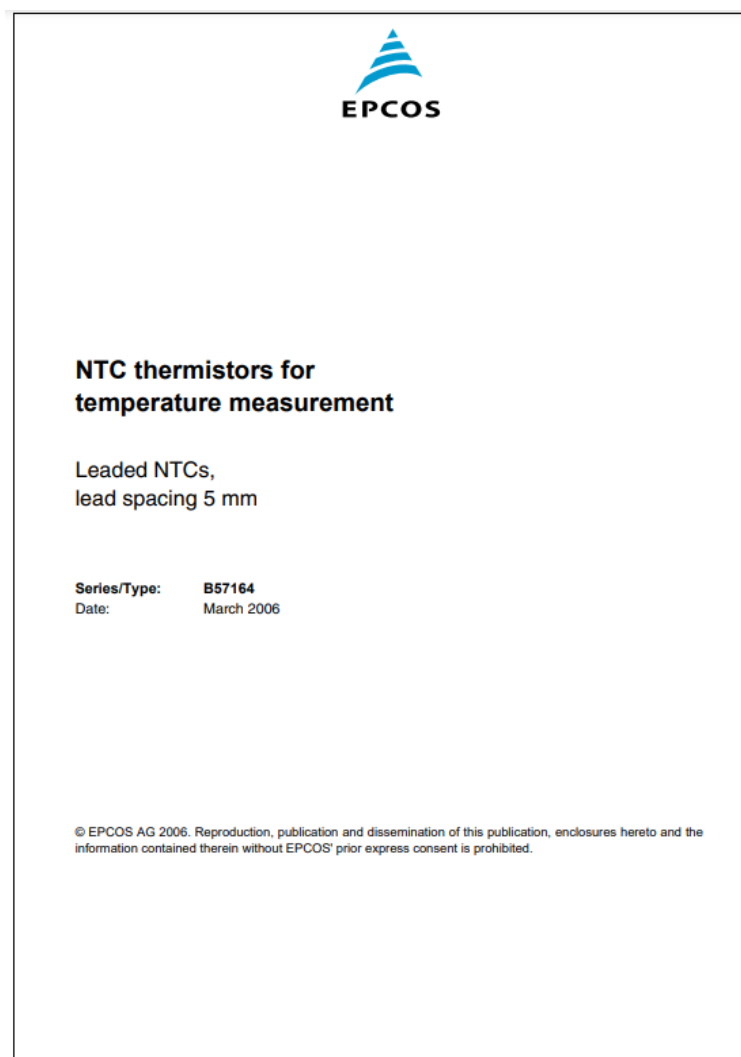 EPCOS
NTC thermistors for
temperature measurement
Leaded NTCs,
lead spacing 5 mm
Series/Type: B57164
Date: March 2006
© EPCOS AG 2006. Reproduction, publication and dissemination of this publication, enclosures hereto and the
information contained therein without EPCOS' prior express consent is prohibited.